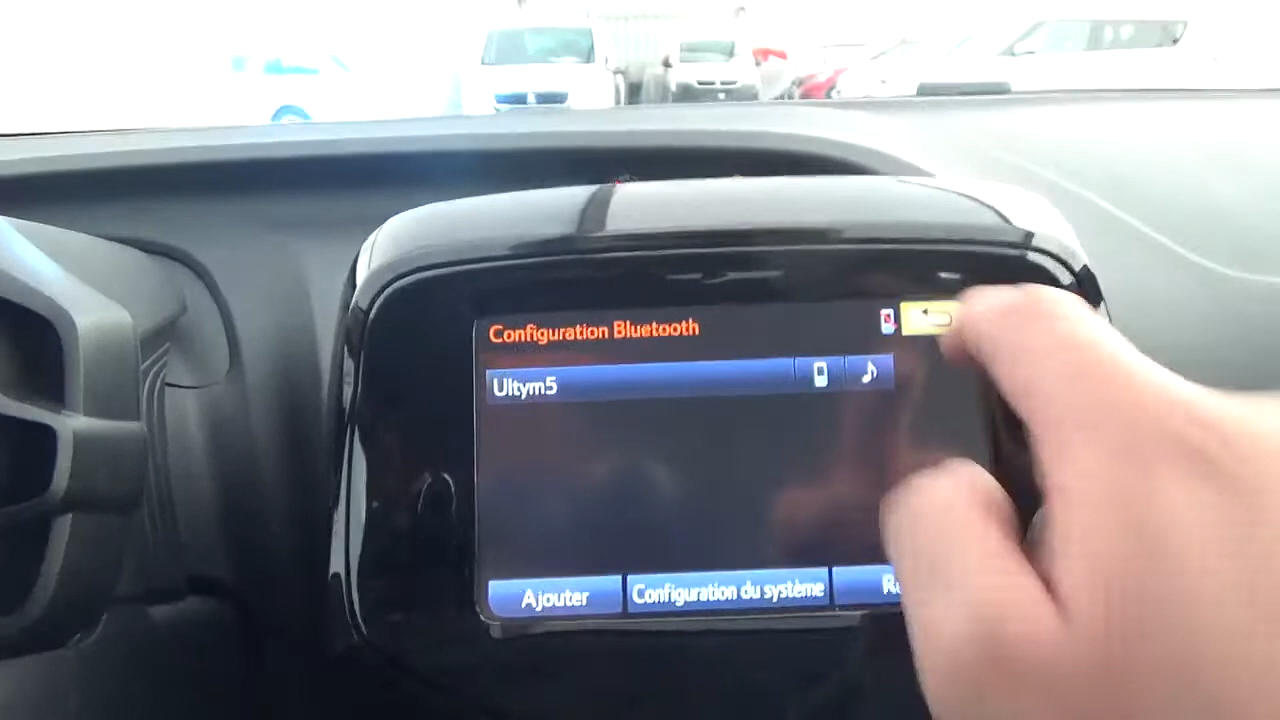 Configuration Bluetooth
Ultym5
Ajouter
Configuration du système